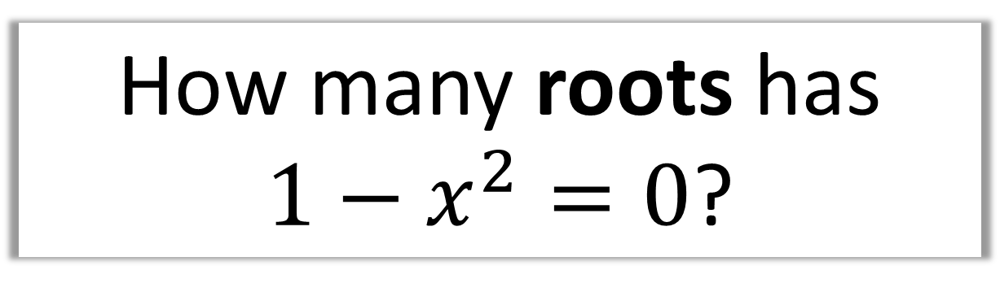 How many roots has
1 − x² = 0?